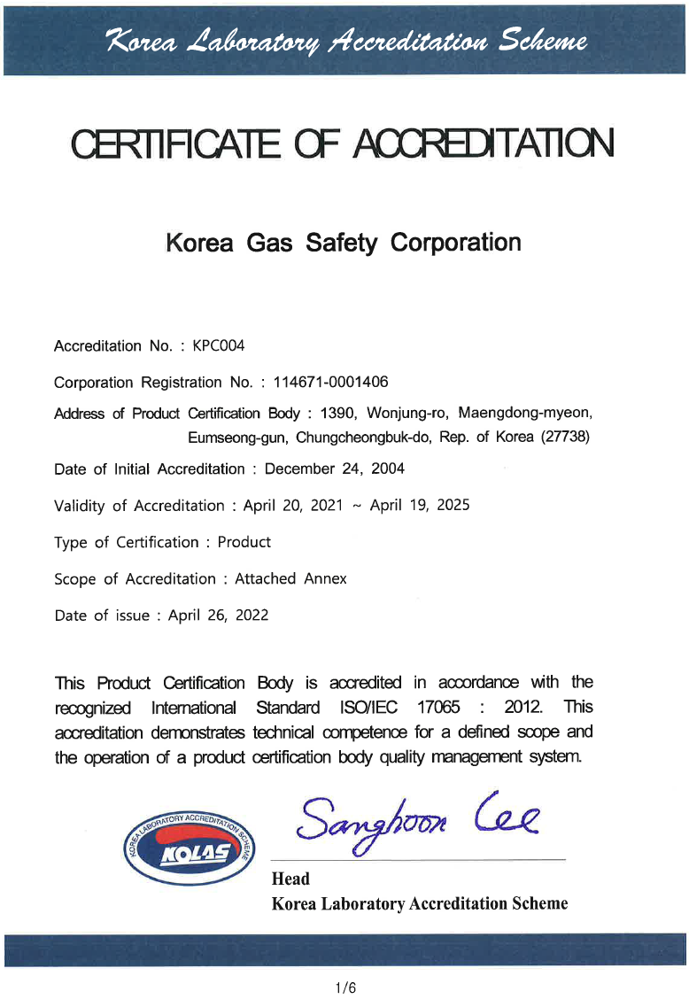 Korea Laboratory Accreditation Scheme
CERTIFICATE OF ACCREDITATION
Korea Gas Safety Corporation
Accreditation No. : KPC004
Corporation Registration No. : 114671-0001406
Address of Product Certification Body : 1390, Wonjung-ro, Maengdong-myeon,
Eumseong-gun, Chungcheongbuk-do, Rep. of Korea (27738)
Date of Initial Accreditation : December 24, 2004
Validity of Accreditation : April 20, 2021 ~ April 19, 2025
Type of Certification : Product
Scope of Accreditation : Attached Annex
Date of issue : April 26, 2022
This Product Certification Body is accredited in accordance with the
recognized International Standard ISO/IEC 17065 : 2012. This
accreditation demonstrates technical competence for a defined scope and
the operation of a product certification body quality management system.
KOREA LABORATORY ACCREDITATION SCHEME
KOLAS
Sanghoon Lee
Head
Korea Laboratory Accreditation Scheme
1/6